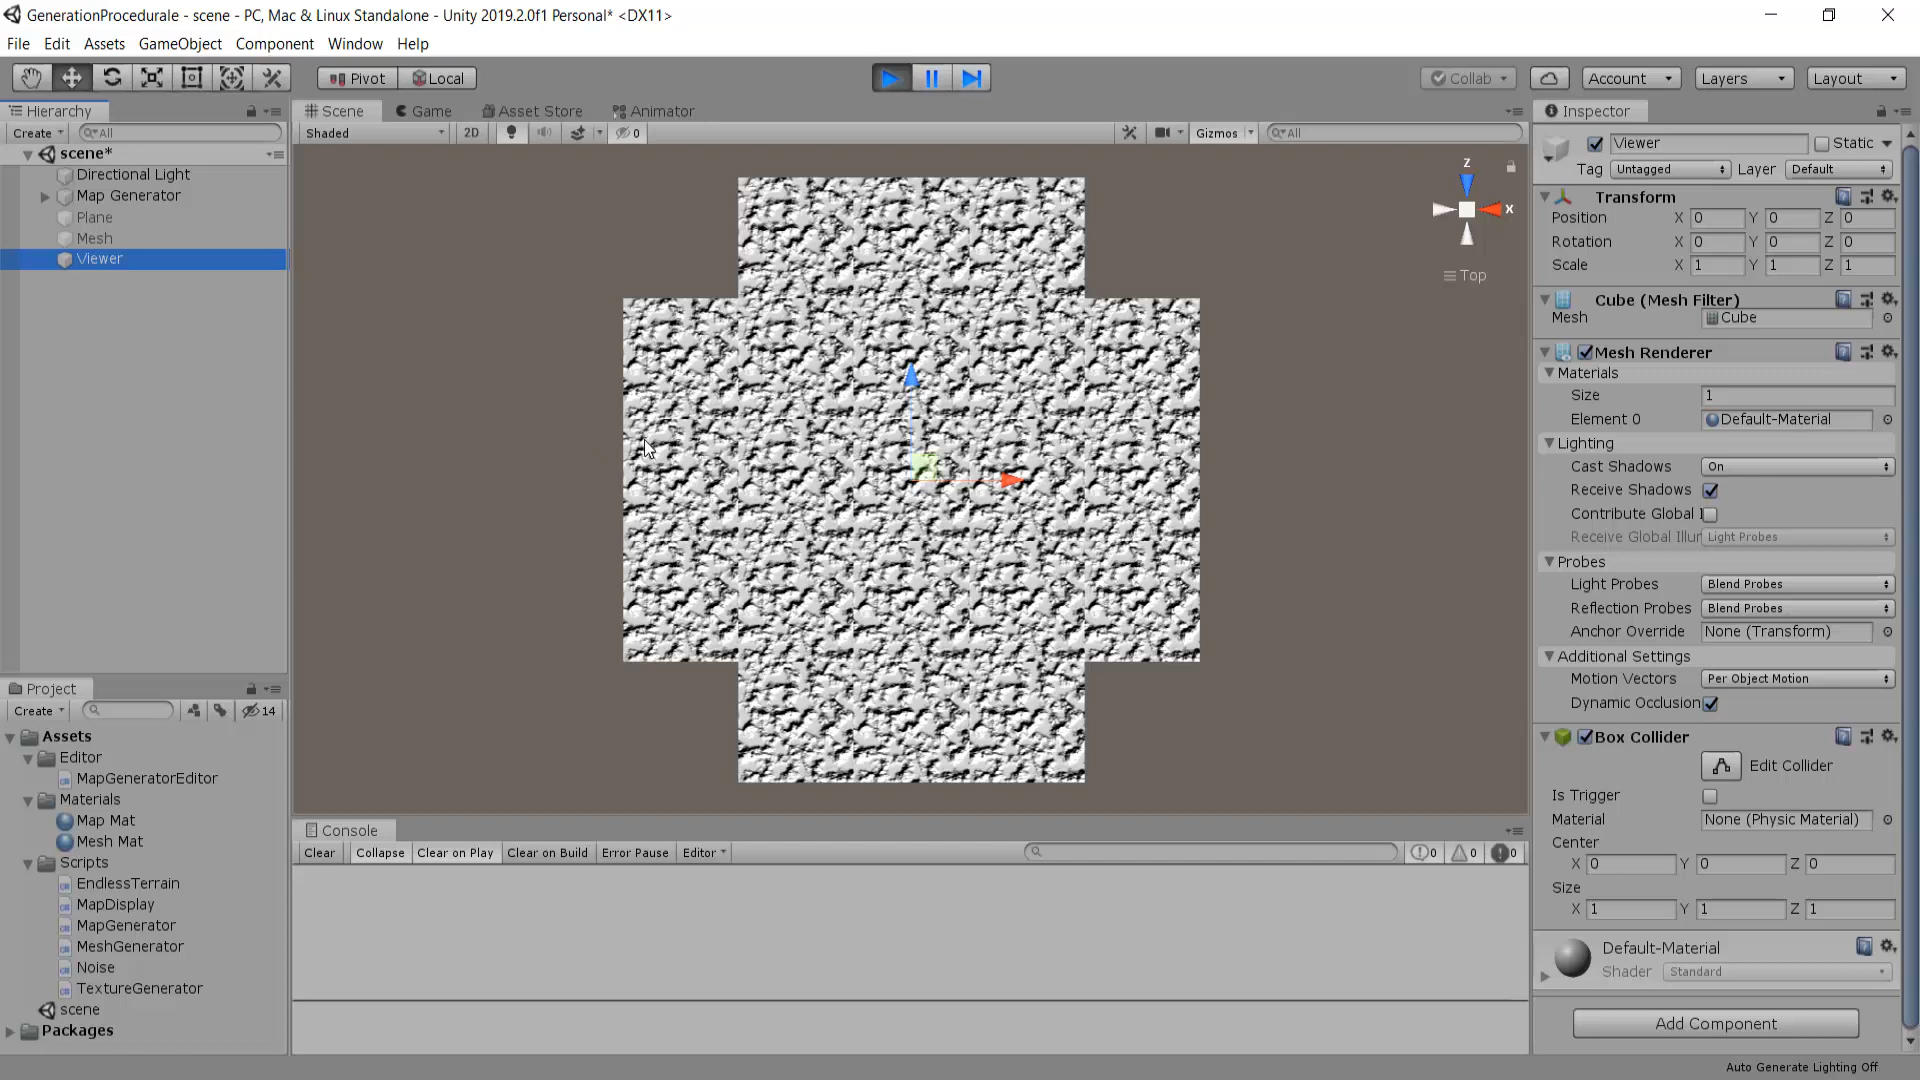 GenerationProcedurale - scene - PC, Mac & Linux Standalone - Unity 2019.2.0f1 Personal* <DX11>
File Edit Assets GameObject Component Window Help
Pivot Local Collab Account Layers Layout
Hierarchy
Create All
scene*
Directional Light
Map Generator
Plane
Mesh
Viewer
Scene Game Asset Store Animator
Shaded 2D 0 Gizmos All
z
x
Top
Project
Create 14
Assets
Editor
MapGeneratorEditor
Materials
Map Mat
Mesh Mat
Scripts
EndlessTerrain
MapDisplay
MapGenerator
MeshGenerator
Noise
TextureGenerator
scene
Packages
Console
Clear Collapse Clear on Play Clear on Build Error Pause Editor 0 0 0
Inspector
Viewer Static
Tag Untagged Layer Default
Transform
Position X 0 Y 0 Z 0
Rotation X 0 Y 0 Z 0
Scale X 1 Y 1 Z 1
Cube (Mesh Filter)
Mesh Cube
Mesh Renderer
Materials
Size 1
Element 0 Default-Material
Lighting
Cast Shadows On
Receive Shadows
Contribute Global I
Receive Global Illur Light Probes
Probes
Light Probes Blend Probes
Reflection Probes Blend Probes
Anchor Override None (Transform)
Additional Settings
Motion Vectors Per Object Motion
Dynamic Occlusion
Box Collider
Edit Collider
Is Trigger
Material None (Physic Material)
Center
X 0 Y 0 Z 0
Size
X 1 Y 1 Z 1
Default-Material
Shader Standard
Add Component
Auto Generate Lighting Off